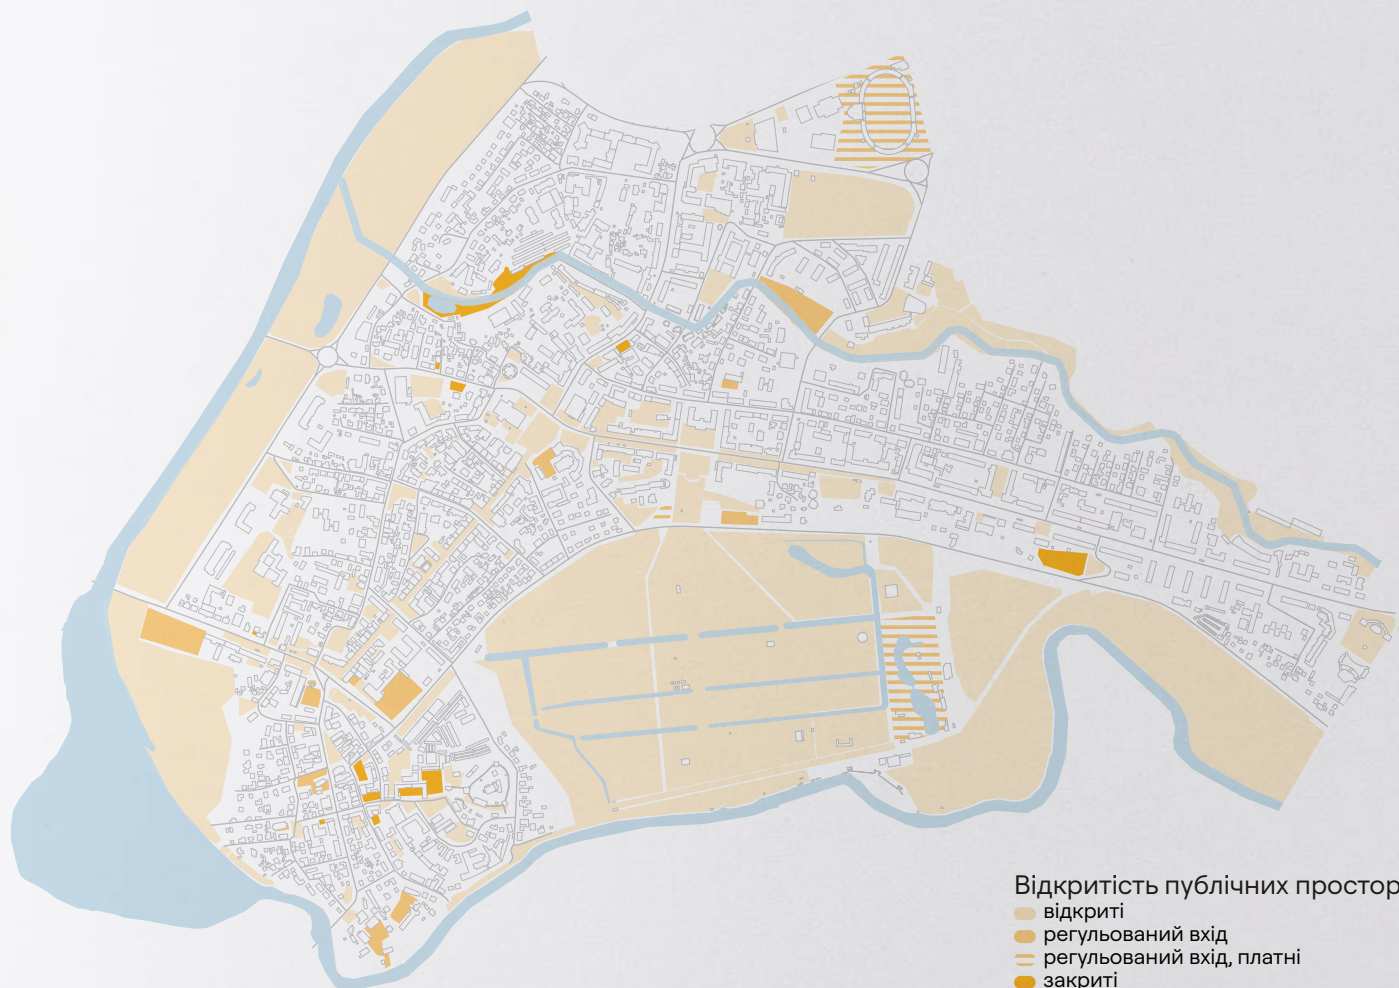 Відкритість публічних простор
відкриті
регульований вхід
регульований вхід, платні
закриті